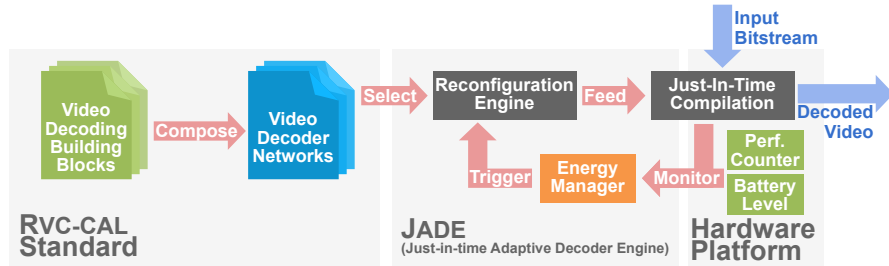 Input
Bitstream
Video
Decoding
Building
Blocks
Compose
Video
Decoder
Networks
Select
Reconfiguration
Engine
Feed
Just-In-Time
Compilation
Decoded
Video
Trigger
Energy
Manager
Monitor
Perf.
Counter
Battery
Level
RVC-CAL
Standard
JADE
(Just-in-time Adaptive Decoder Engine)
Hardware
Platform